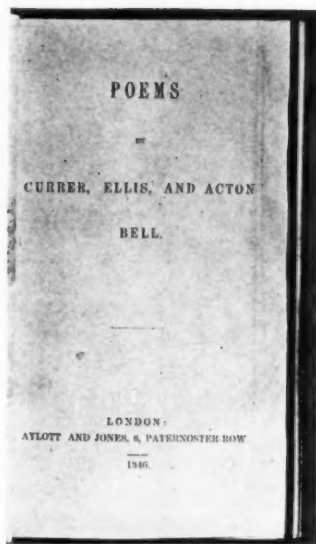 POEMS
BY
CURRER, ELLIS, AND ACTON
BELL.
LONDON:
AYLOTT AND JONES, 8, PATERNOSTER-ROW
1846.